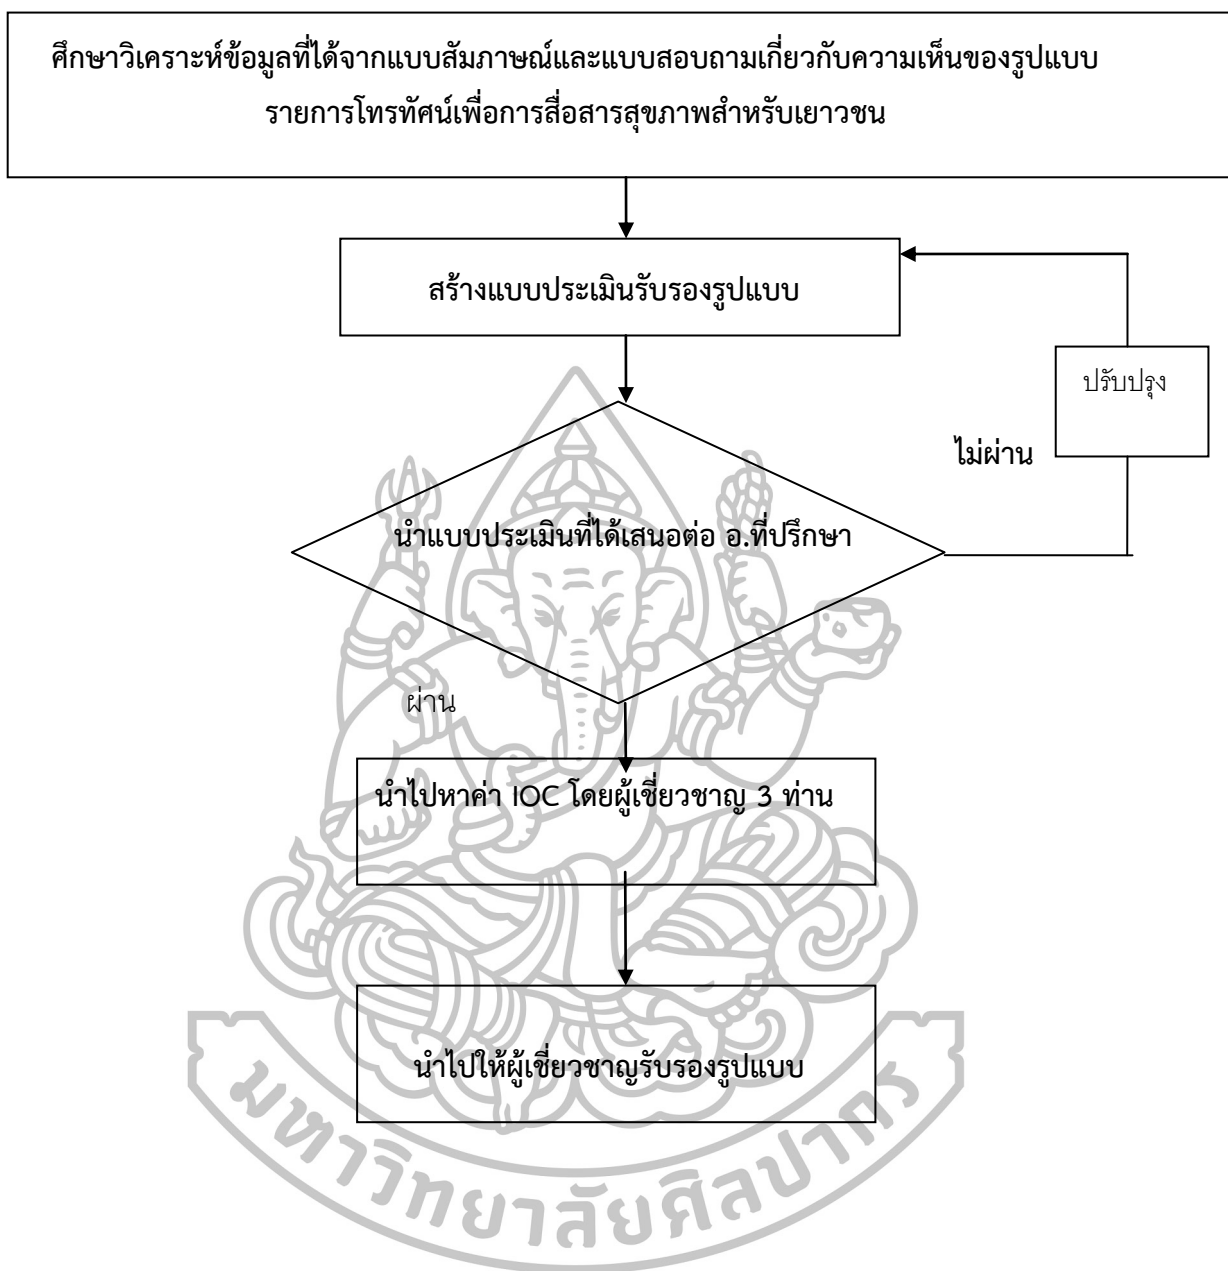 ศึกษาวิเคราะห์ข้อมูลที่ได้จากแบบสัมภาษณ์และแบบสอบถามเกี่ยวกับความเห็นของรูปแบบ
รายการโทรทัศน์เพื่อการสื่อสารสุขภาพสำหรับเยาวชน
สร้างแบบประเมินรับรองรูปแบบ
ปรับปรุง
ไม่ผ่าน
นำแบบประเมินที่ได้เสนอต่อ อ.ที่ปรึกษา
ผ่าน
นำไปหาค่า IOC โดยผู้เชี่ยวชาญ 3 ท่าน
นำไปให้ผู้เชี่ยวชาญรับรองรูปแบบ
มหาวิทยาลัยศิลปากร